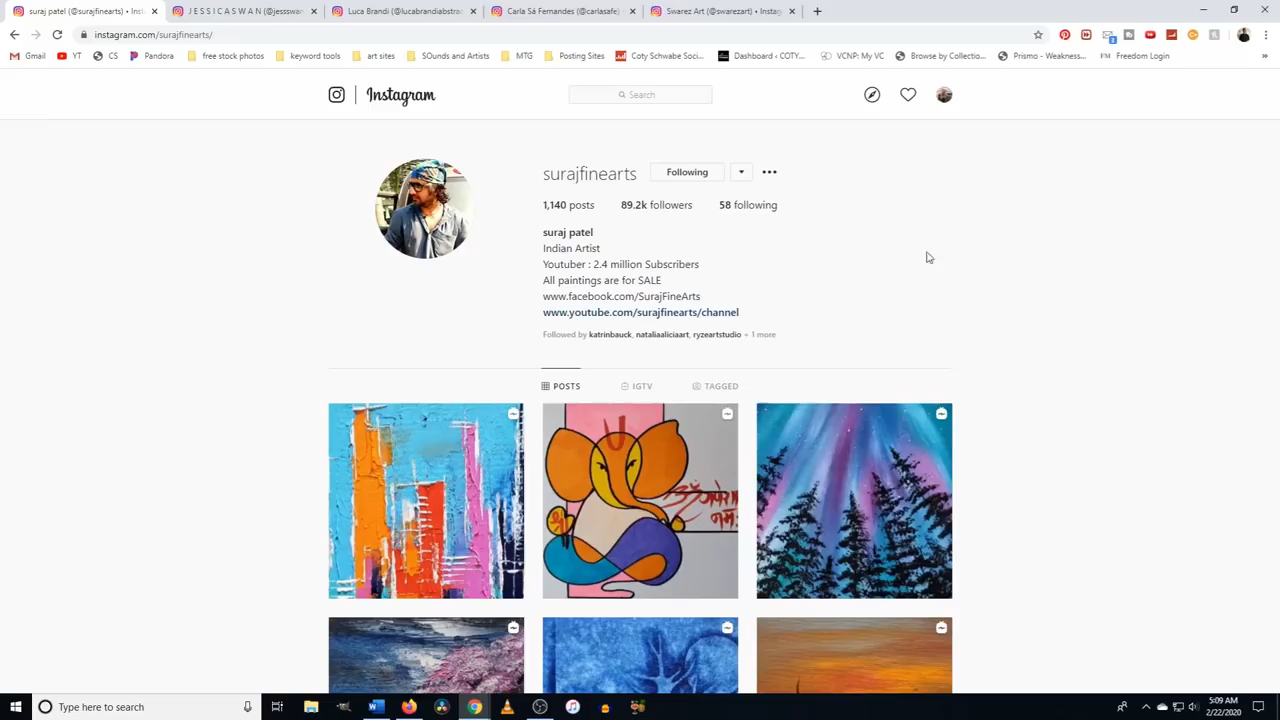 suraj patel (@surajfinearts) • Inst
J E S S I C A S W A N (@jessswan
Luca Brandi (@lucabrandiabstrac
Carla Sá Fernandes (@carlasafe)
Swarez Art (@swarezart) • Instag
instagram.com/surajfinearts/
Gmail YT CS Pandora free stock photos keyword tools art sites SOunds and Artists MTG Posting Sites Coty Schwabe Soci... Dashboard ‹ COTY... VCNP: My VC Browse by Collectio... Prismo - Weakness... FM Freedom Login »
Instagram
Search
surajfinearts Following
1,140 posts 89.2k followers 58 following
suraj patel
Indian Artist
Youtuber : 2.4 million Subscribers
All paintings are for SALE
www.facebook.com/SurajFineArts
www.youtube.com/surajfinearts/channel
Followed by katrinbauck, nataliaaliciaart, ryzeartstudio + 1 more
POSTS IGTV TAGGED
Type here to search
5:09 AM
2/22/2020